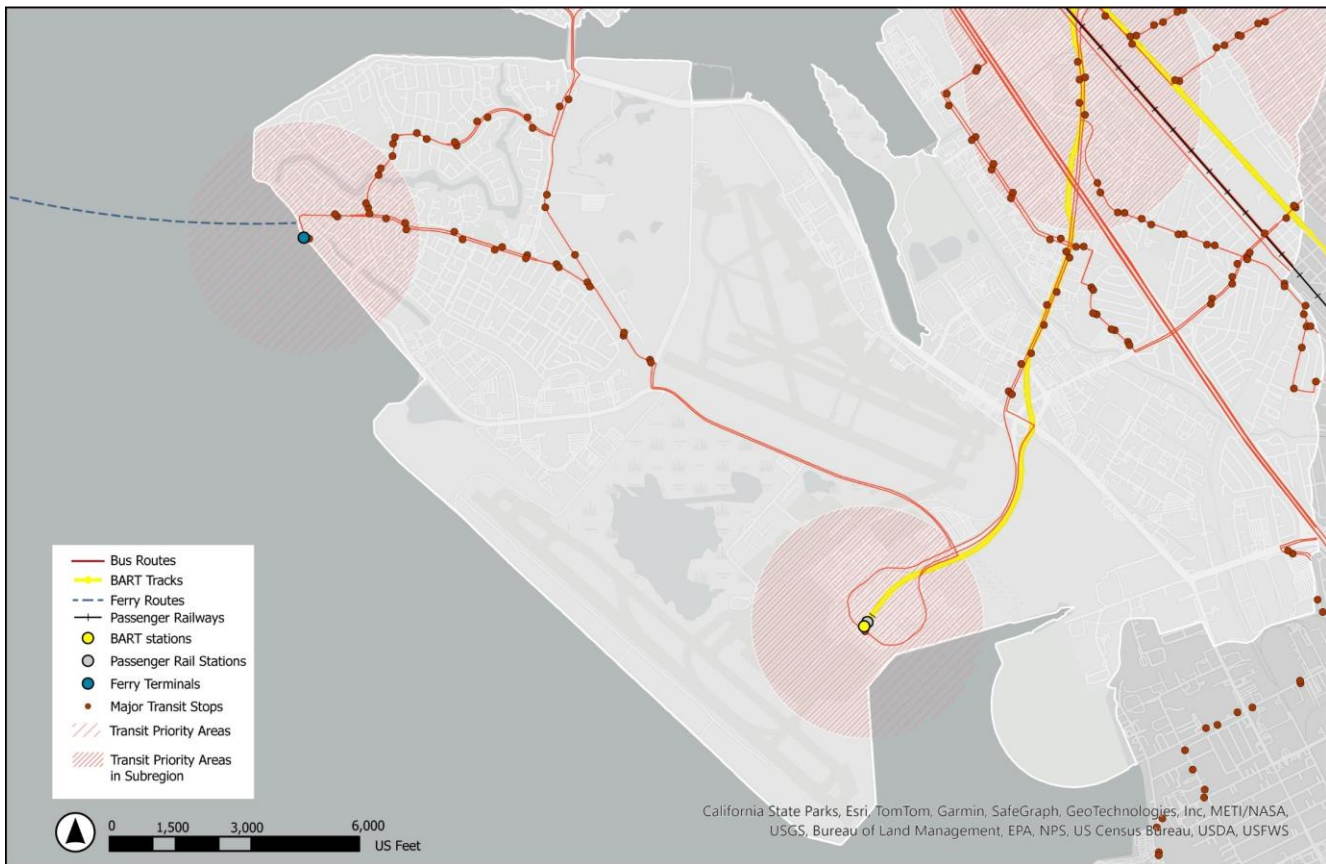 Bus Routes
BART Tracks
Ferry Routes
Passenger Railways
BART stations
Passenger Rail Stations
Ferry Terminals
Major Transit Stops
Transit Priority Areas
Transit Priority Areas
in Subregion
0 1,500 3,000 6,000
US Feet
California State Parks, Esri, TomTom, Garmin, SafeGraph, GeoTechnologies, Inc, METI/NASA,
USGS, Bureau of Land Management, EPA, NPS, US Census Bureau, USDA, USFWS